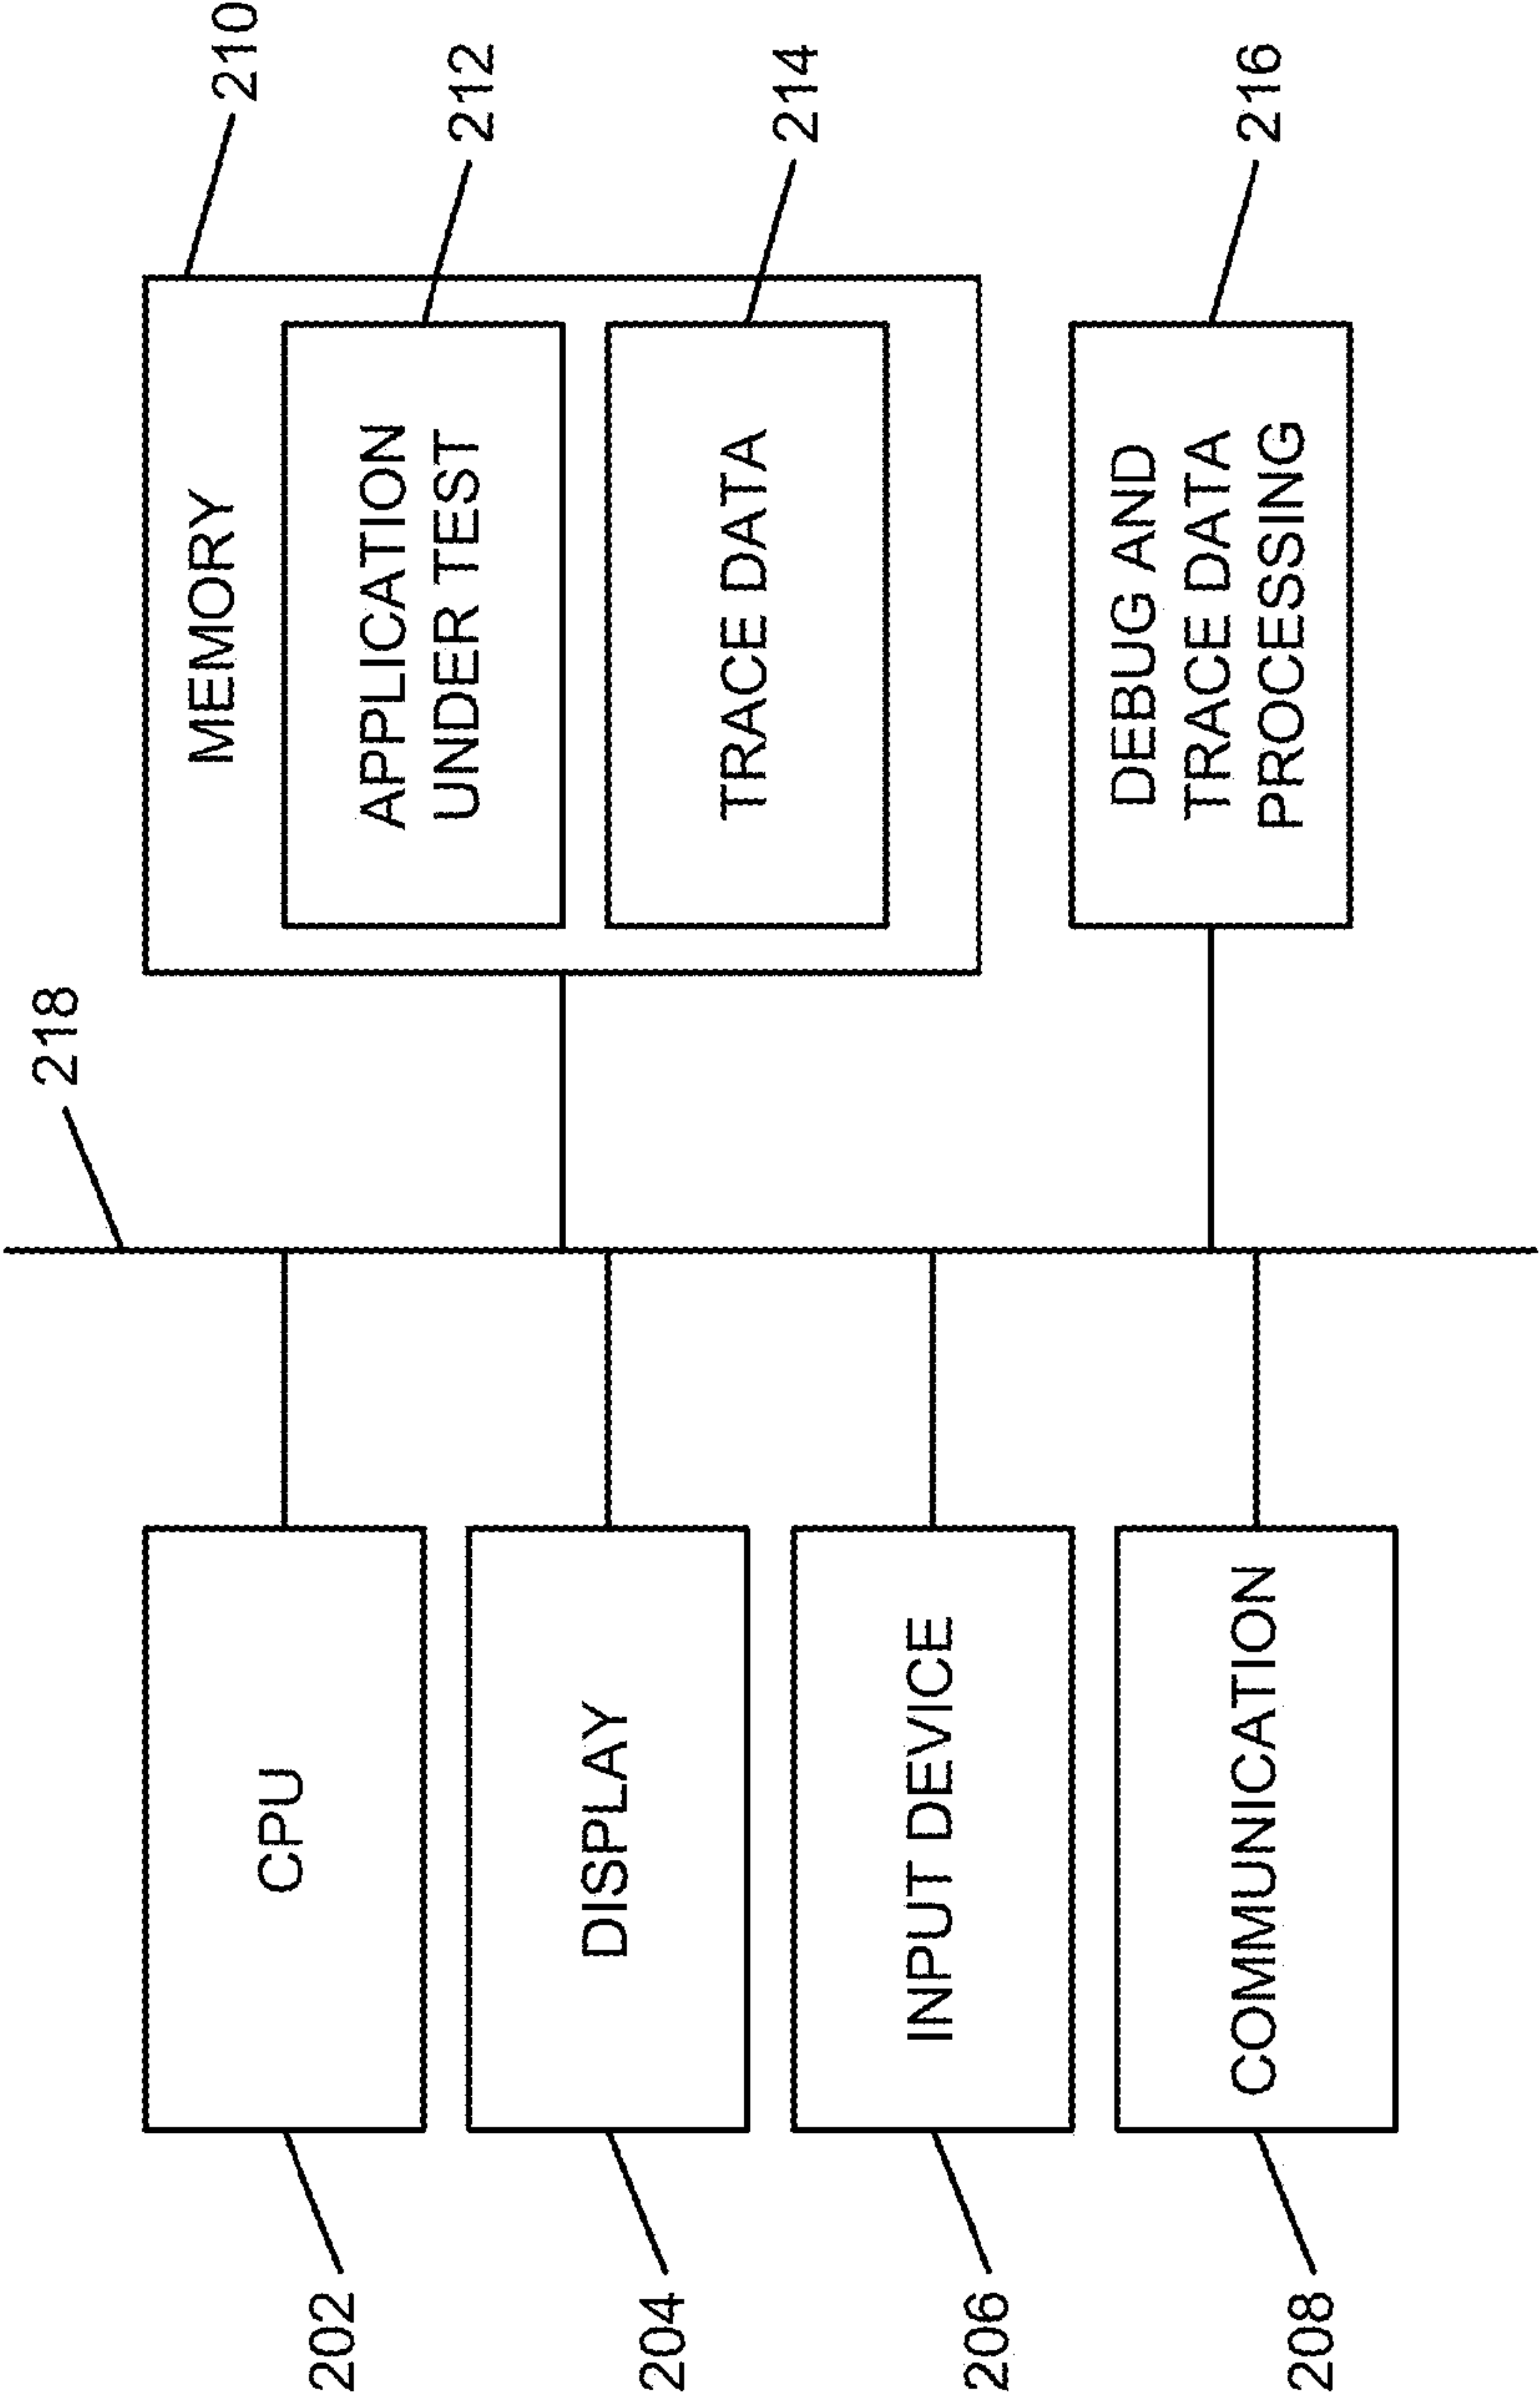 218
202
CPU
204
DISPLAY
206
INPUT DEVICE
208
COMMUNICATION
210
MEMORY
212
APPLICATION
UNDER TEST
214
TRACE DATA
216
DEBUG AND
TRACE DATA
PROCESSING